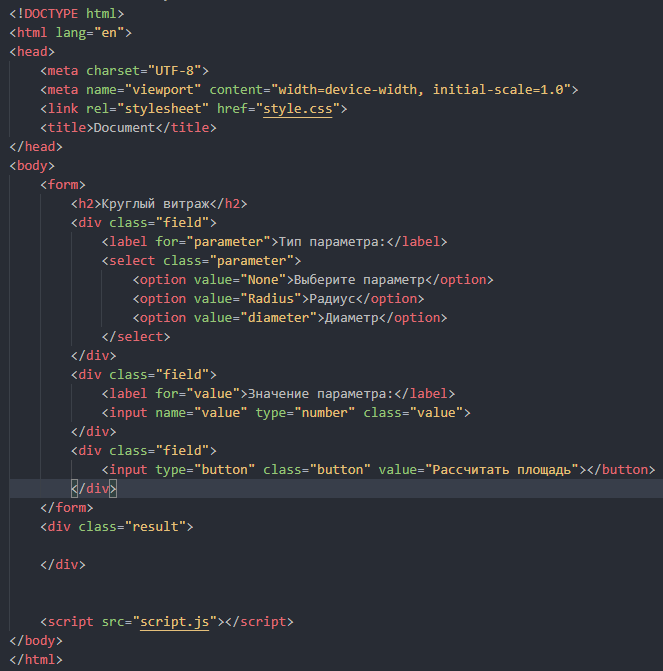 <!DOCTYPE html>
<html lang="en">
<head>
    <meta charset="UTF-8">
    <meta name="viewport" content="width=device-width, initial-scale=1.0">
    <link rel="stylesheet" href="style.css">
    <title>Document</title>
</head>
<body>
    <form>
        <h2>Круглый витраж</h2>
        <div class="field">
            <label for="parameter">Тип параметра:</label>
            <select class="parameter">
                <option value="None">Выберите параметр</option>
                <option value="Radius">Радиус</option>
                <option value="diameter">Диаметр</option>
            </select>
        </div>
        <div class="field">
            <label for="value">Значение параметра:</label>
            <input name="value" type="number" class="value">
        </div>
        <div class="field">
            <input type="button" class="button" value="Рассчитать площадь"></button>
        </div>
    </form>
    <div class="result">
    </div>
    <script src="script.js"></script>
</body>
</html>